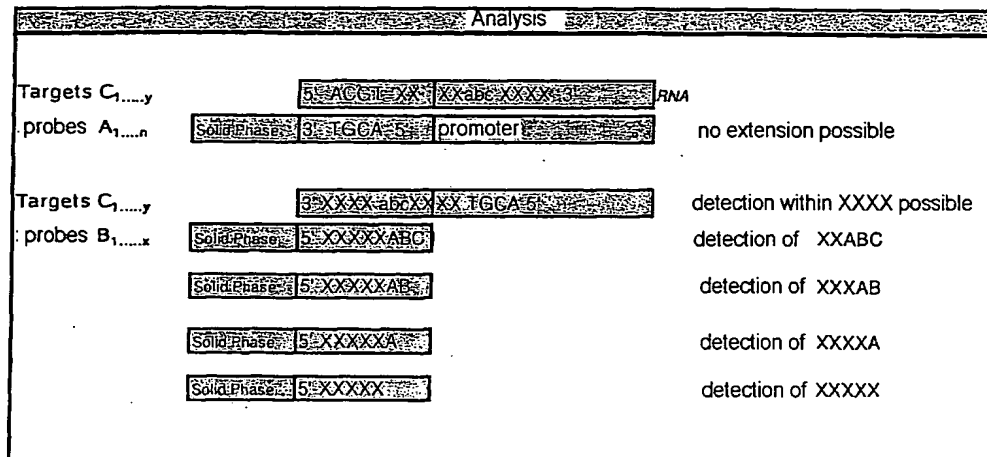 Analysis
Targets C1.....y 5' ACGT XX XXabc XXXX 3' RNA
probes A1.....n Solid Phase 3' TGCA 5' promoter no extension possible
Targets C1.....y 3' XXXX abcXX XX TGCA 5' detection within XXXX possible
: probes B1.....x Solid Phase 5' XXXXXABC detection of XXABC
Solid Phase 5' XXXXXAB detection of XXXAB
Solid Phase 5' XXXXXA detection of XXXXA
Solid Phase 5' XXXXX detection of XXXXX